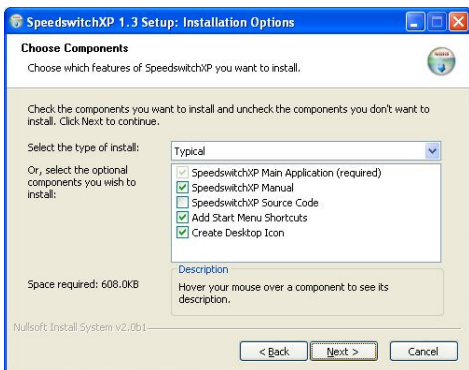 SpeedswitchXP 1.3 Setup: Installation Options
Choose Components
Choose which features of SpeedswitchXP you want to install.
Check the components you want to install and uncheck the components you don't want to
install. Click Next to continue.
Select the type of install:
Typical
Or, select the optional
components you wish to
install:
SpeedswitchXP Main Application (required)
SpeedswitchXP Manual
SpeedswitchXP Source Code
Add Start Menu Shortcuts
Create Desktop Icon
Space required: 608.0KB
Description
Hover your mouse over a component to see its
description.
Nullsoft Install System v2.0b1
< Back
Next >
Cancel